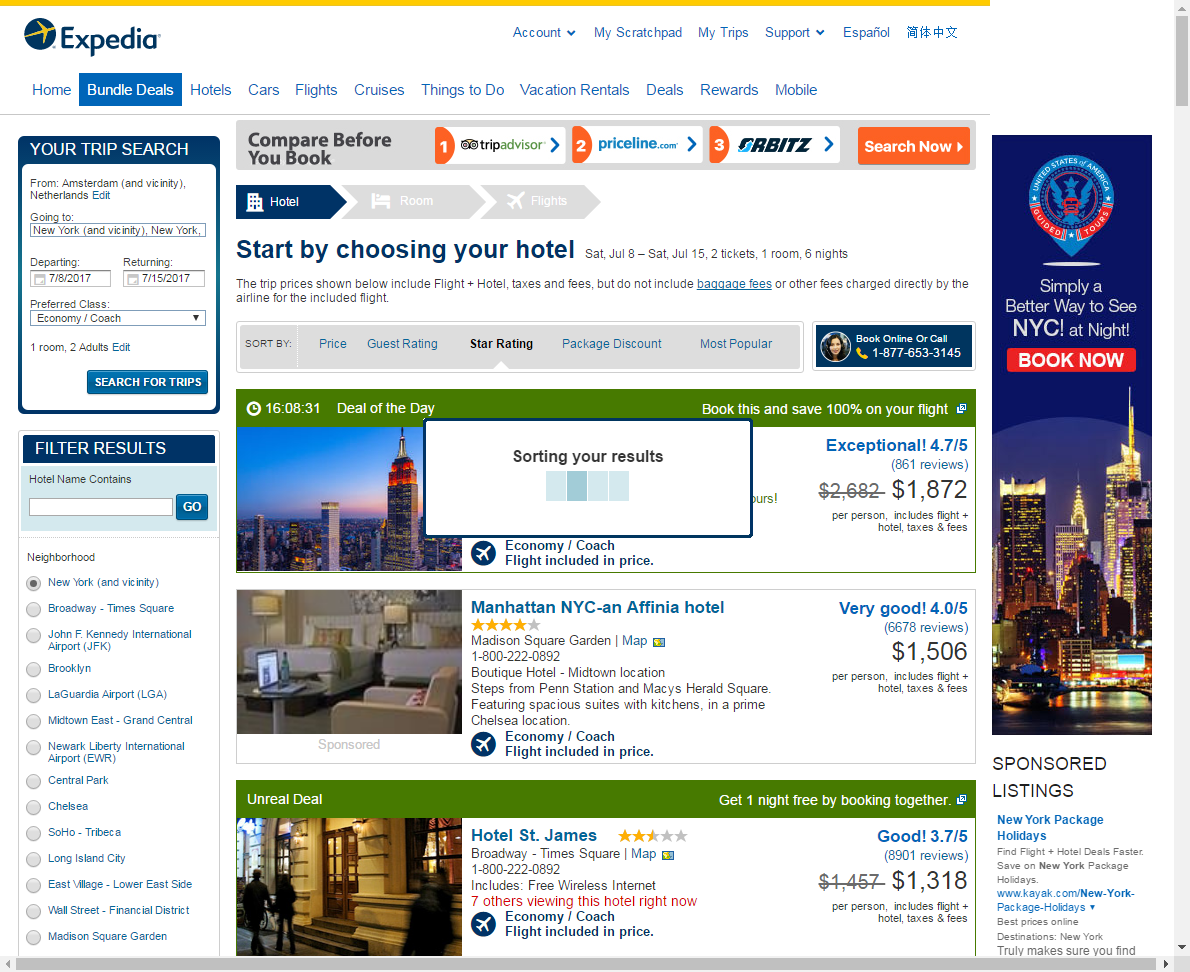 Expedia
Account
My Scratchpad
My Trips
Support
Español
简体中文
Home
Bundle Deals
Hotels
Cars
Flights
Cruises
Things to Do
Vacation Rentals
Deals
Rewards
Mobile
YOUR TRIP SEARCH
From: Amsterdam (and vicinity),
Netherlands Edit
Going to:
New York (and vicinity), New York,
Departing:
Returning:
7/8/2017
7/15/2017
Preferred Class:
Economy / Coach
1 room, 2 Adults Edit
SEARCH FOR TRIPS
FILTER RESULTS
Hotel Name Contains
GO
Neighborhood
New York (and vicinity)
Broadway - Times Square
John F. Kennedy International
Airport (JFK)
Brooklyn
LaGuardia Airport (LGA)
Midtown East - Grand Central
Newark Liberty International
Airport (EWR)
Central Park
Chelsea
SoHo - Tribeca
Long Island City
East Village - Lower East Side
Wall Street - Financial District
Madison Square Garden
Compare Before
You Book
1 tripadvisor
2 priceline.com
3 ORBITZ
Search Now
Hotel
Room
Flights
Start by choosing your hotel
Sat, Jul 8 – Sat, Jul 15, 2 tickets, 1 room, 6 nights
The trip prices shown below include Flight + Hotel, taxes and fees, but do not include baggage fees or other fees charged directly by the
airline for the included flight.
SORT BY:
Price
Guest Rating
Star Rating
Package Discount
Most Popular
Book Online Or Call
1-877-653-3145
16:08:31
Deal of the Day
Book this and save 100% on your flight
Sorting your results
ours!
Economy / Coach
Flight included in price.
Exceptional! 4.7/5
(861 reviews)
$2,682 $1,872
per person, includes flight +
hotel, taxes & fees
Sponsored
Manhattan NYC-an Affinia hotel
Madison Square Garden | Map
1-800-222-0892
Boutique Hotel - Midtown location
Steps from Penn Station and Macys Herald Square.
Featuring spacious suites with kitchens, in a prime
Chelsea location.
Economy / Coach
Flight included in price.
Very good! 4.0/5
(6678 reviews)
$1,506
per person, includes flight +
hotel, taxes & fees
Unreal Deal
Get 1 night free by booking together.
Hotel St. James
Broadway - Times Square | Map
1-800-222-0892
Includes: Free Wireless Internet
7 others viewing this hotel right now
Economy / Coach
Flight included in price.
Good! 3.7/5
(8901 reviews)
$1,457 $1,318
per person, includes flight +
hotel, taxes & fees
UNITED STATES of AMERICA
GUIDED TOURS
Simply a
Better Way to See
NYC! at Night!
BOOK NOW
SPONSORED
LISTINGS
New York Package
Holidays
Find Flight + Hotel Deals Faster.
Save on New York Package
Holidays.
www.kayak.com/New-York-
Package-Holidays
Best prices online
Destinations: New York
Truly makes sure you find